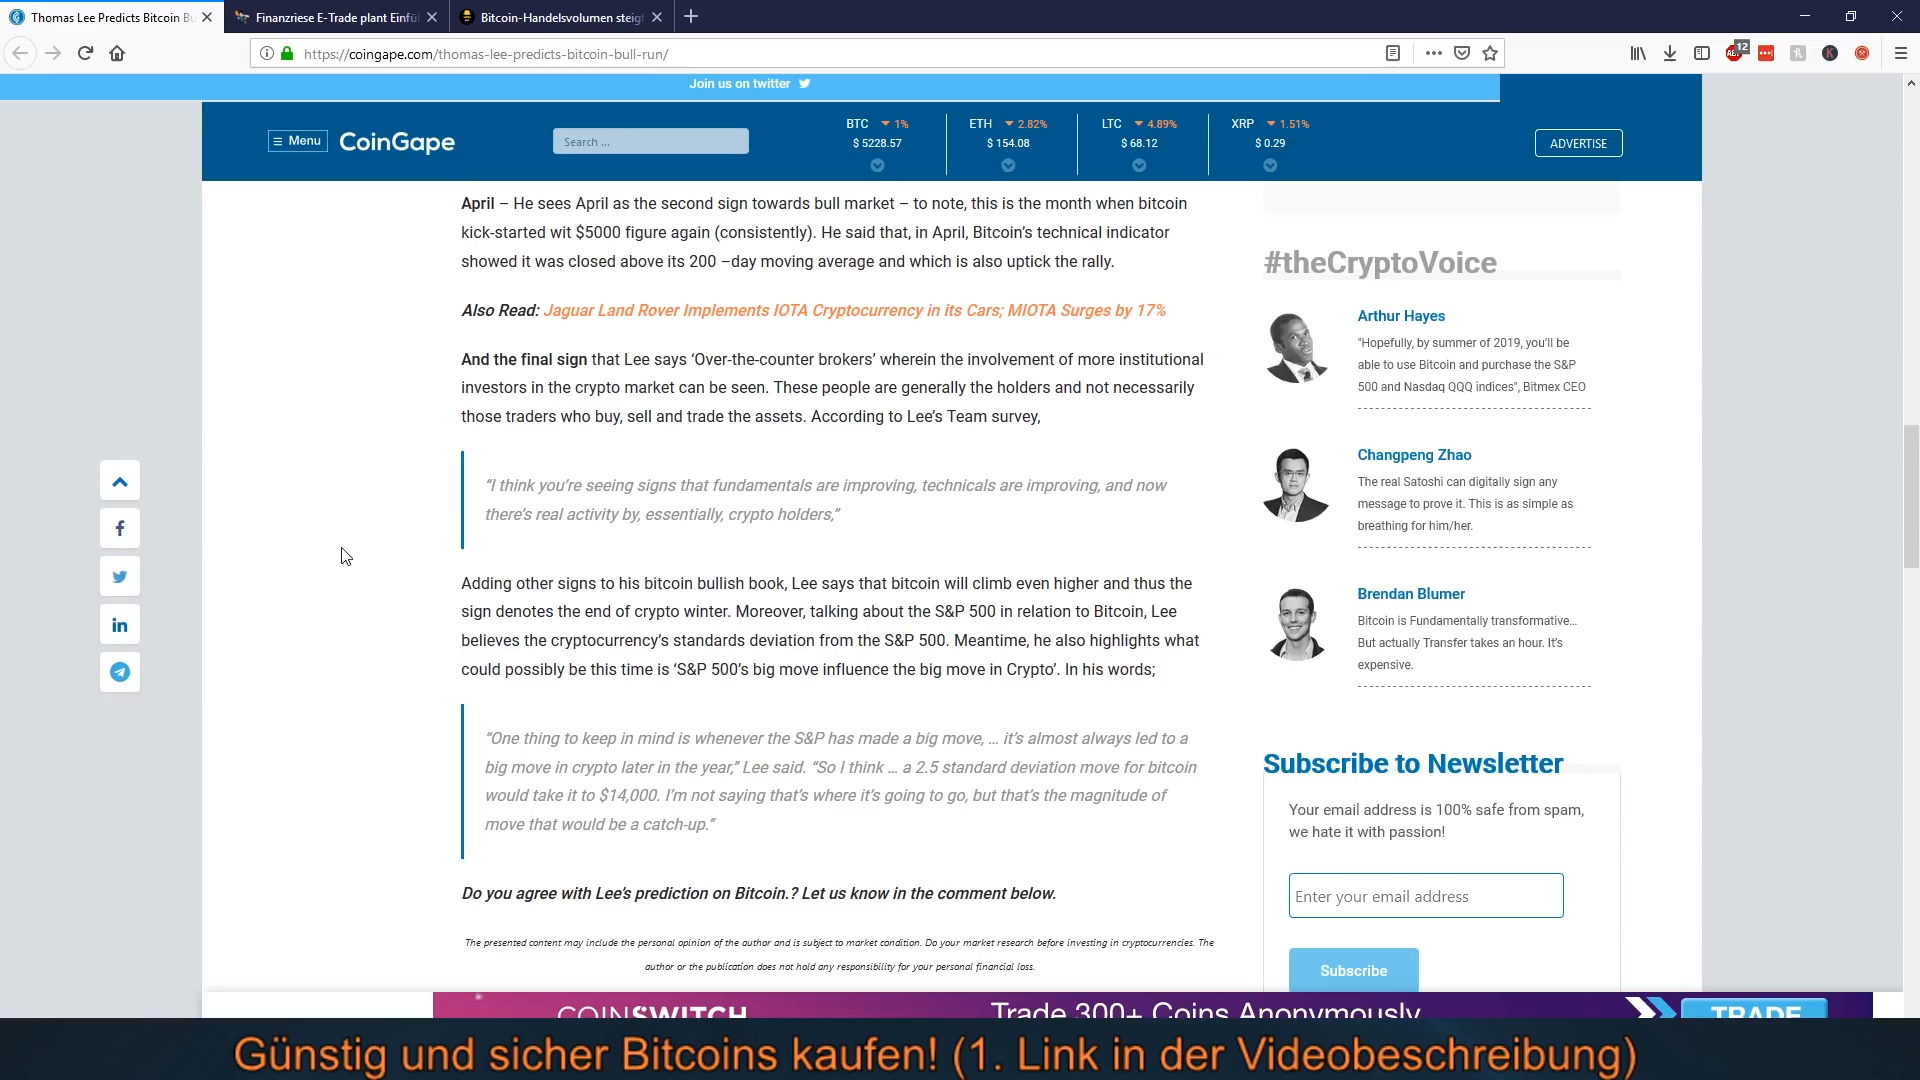 Thomas Lee Predicts Bitcoin Bu
Finanzriese E-Trade plant Einfü
Bitcoin-Handelsvolumen steig
https://coingape.com/thomas-lee-predicts-bitcoin-bull-run/
12
Join us on twitter
Menu
CoinGape
Search ...
BTC 1%
$ 5228.57
ETH 2.82%
$ 154.08
LTC 4.89%
$ 68.12
XRP 1.51%
$ 0.29
ADVERTISE
April – He sees April as the second sign towards bull market – to note, this is the month when bitcoin
kick-started wit $5000 figure again (consistently). He said that, in April, Bitcoin’s technical indicator
showed it was closed above its 200 –day moving average and which is also uptick the rally.
Also Read: Jaguar Land Rover Implements IOTA Cryptocurrency in its Cars; MIOTA Surges by 17%
And the final sign that Lee says ‘Over-the-counter brokers’ wherein the involvement of more institutional
investors in the crypto market can be seen. These people are generally the holders and not necessarily
those traders who buy, sell and trade the assets. According to Lee’s Team survey,
“I think you’re seeing signs that fundamentals are improving, technicals are improving, and now
there’s real activity by, essentially, crypto holders,”
Adding other signs to his bitcoin bullish book, Lee says that bitcoin will climb even higher and thus the
sign denotes the end of crypto winter. Moreover, talking about the S&P 500 in relation to Bitcoin, Lee
believes the cryptocurrency’s standards deviation from the S&P 500. Meantime, he also highlights what
could possibly be this time is ‘S&P 500’s big move influence the big move in Crypto’. In his words;
“One thing to keep in mind is whenever the S&P has made a big move, … it’s almost always led to a
big move in crypto later in the year,” Lee said. “So I think … a 2.5 standard deviation move for bitcoin
would take it to $14,000. I’m not saying that’s where it’s going to go, but that’s the magnitude of
move that would be a catch-up.”
Do you agree with Lee’s prediction on Bitcoin.? Let us know in the comment below.
The presented content may include the personal opinion of the author and is subject to market condition. Do your market research before investing in cryptocurrencies. The
author or the publication does not hold any responsibility for your personal financial loss.
#theCryptoVoice
Arthur Hayes
"Hopefully, by summer of 2019, you’ll be
able to use Bitcoin and purchase the S&P
500 and Nasdaq QQQ indices", Bitmex CEO
Changpeng Zhao
The real Satoshi can digitally sign any
message to prove it. This is as simple as
breathing for him/her.
Brendan Blumer
Bitcoin is Fundamentally transformative…
But actually Transfer takes an hour. It’s
expensive.
Subscribe to Newsletter
Your email address is 100% safe from spam,
we hate it with passion!
Enter your email address
Subscribe
COINSWITCH
Trade 300+ Coins Anonymously
TRADE
Günstig und sicher Bitcoins kaufen! (1. Link in der Videobeschreibung)